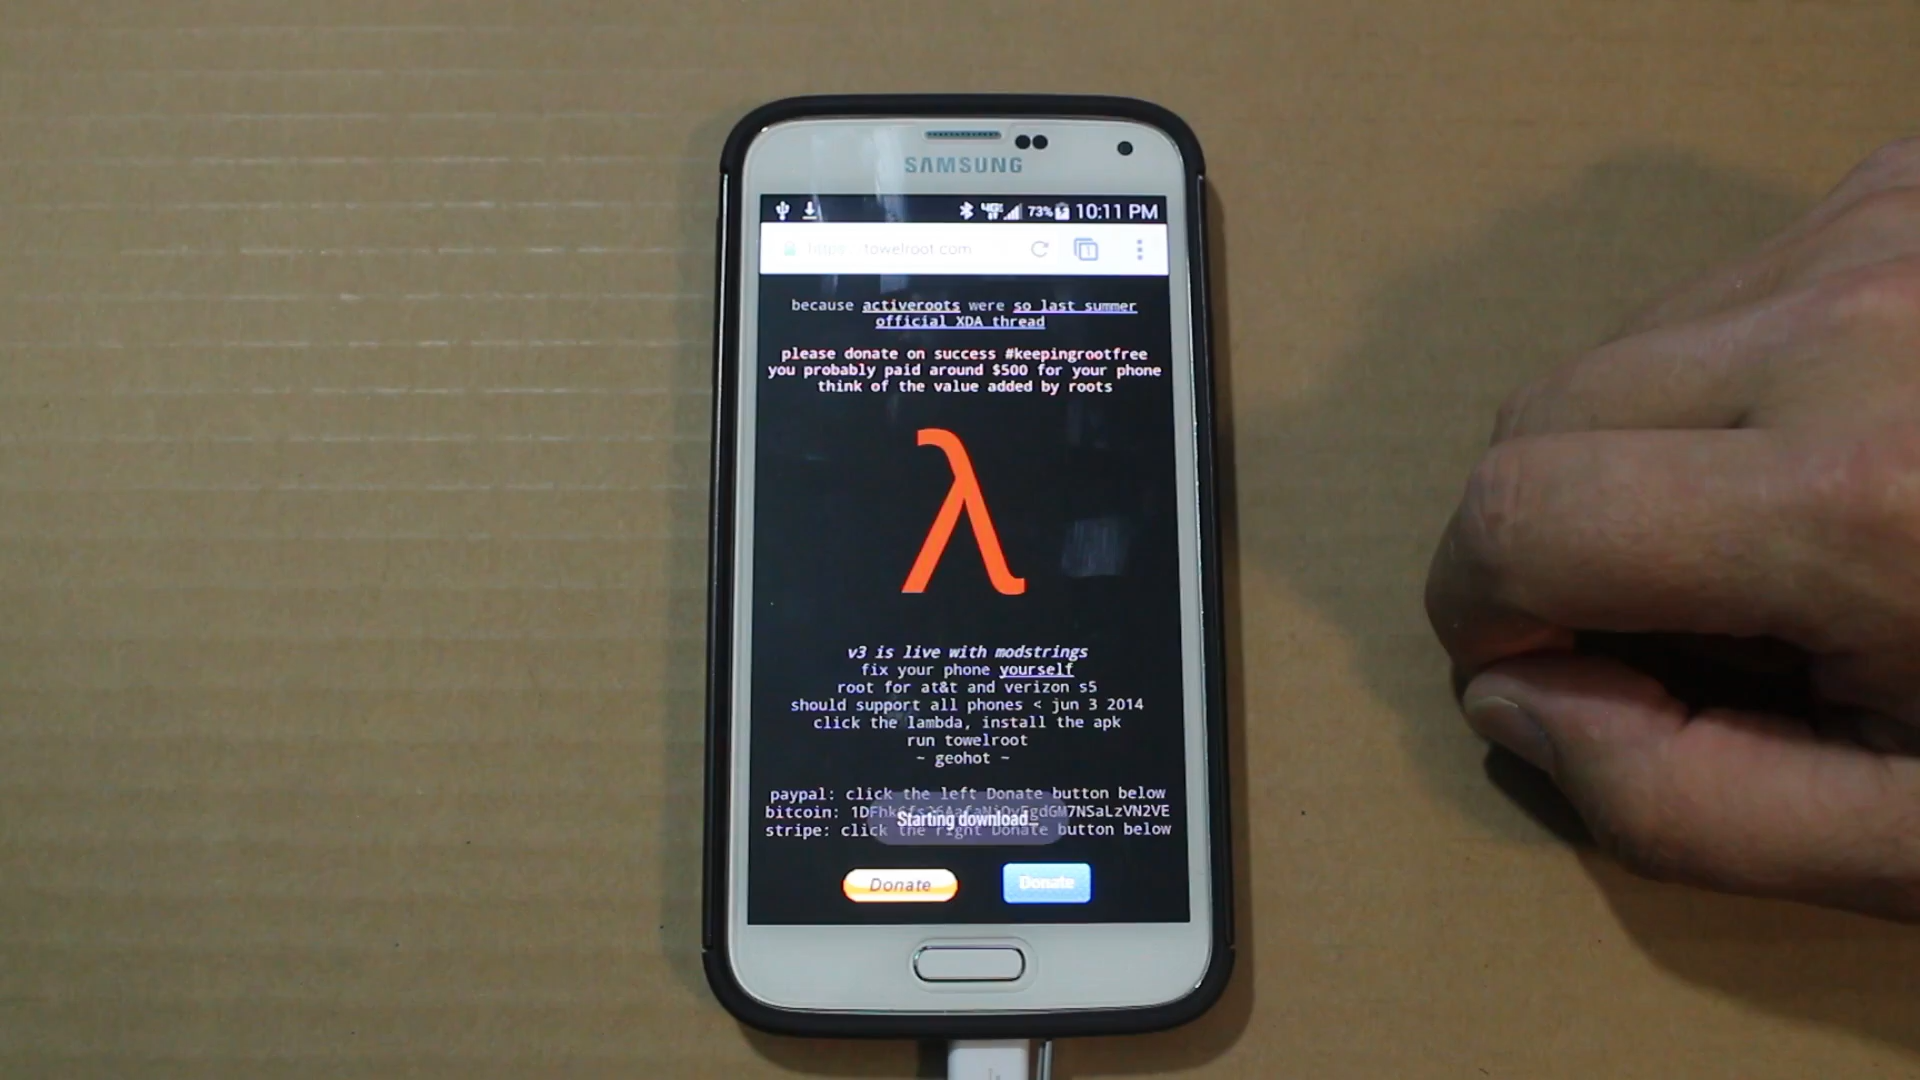 SAMSUNG
73% 10:11 PM
https://towelroot.com
because activeroots were so last summer
official XDA thread
please donate on success #keepingrootfree
you probably paid around $500 for your phone
think of the value added by roots
λ
v3 is live with modstrings
fix your phone yourself
root for at&t and verizon s5
should support all phones < jun 3 2014
click the lambda, install the apk
run towelroot
~ geohot ~
paypal: click the left Donate button below
bitcoin:
Starting download...
stripe: click the right Donate button below
Donate Donate